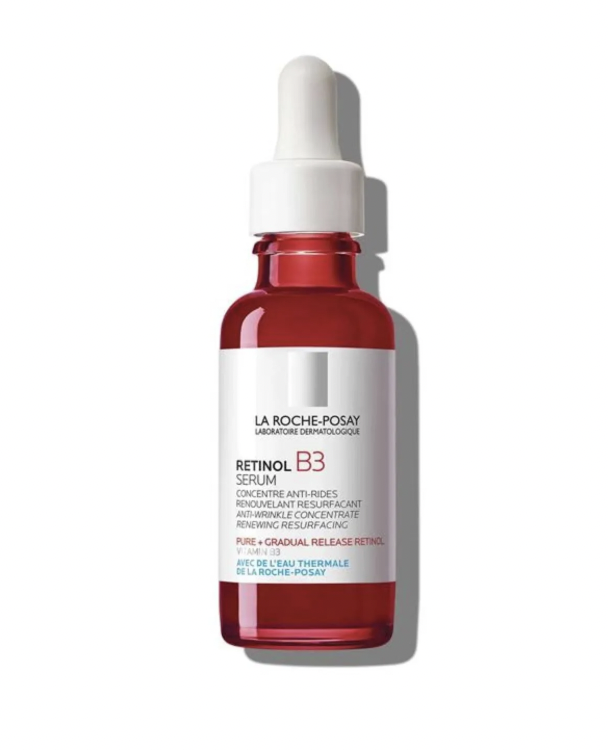 LA ROCHE-POSAY
LABORATOIRE DERMATOLOGIQUE
RETINOL B3
SERUM
CONCENTRE ANTI-RIDES
RENOUVELANT RESURFACANT
ANTI-WRINKLE CONCENTRATE
RENEWING RESURFACING
PURE + GRADUAL RELEASE RETINOL
VITAMIN B3
AVEC DE L'EAU THERMALE
DE LA ROCHE-POSAY